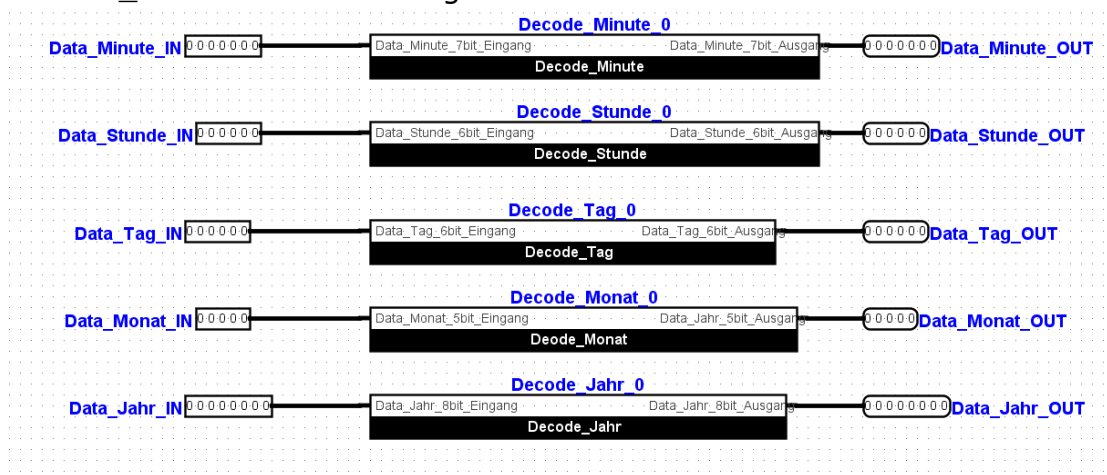 Decode_Minute_0
Data_Minute_IN 0000000 Data_Minute_7bit_Eingang Data_Minute_7bit_Ausgang 0000000 Data_Minute_OUT
Decode_Minute
Decode_Stunde_0
Data_Stunde_IN 000000 Data_Stunde_6bit_Eingang Data_Stunde_6bit_Ausgang 000000 Data_Stunde_OUT
Decode_Stunde
Decode_Tag_0
Data_Tag_IN 000000 Data_Tag_6bit_Eingang Data_Tag_6bit_Ausgang 000000 Data_Tag_OUT
Decode_Tag
Decode_Monat_0
Data_Monat_IN 00000 Data_Monat_5bit_Eingang Data_Jahr_5bit_Ausgang 00000 Data_Monat_OUT
Deode_Monat
Decode_Jahr_0
Data_Jahr_IN 00000000 Data_Jahr_8bit_Eingang Data_Jahr_8bit_Ausgang 00000000 Data_Jahr_OUT
Decode_Jahr